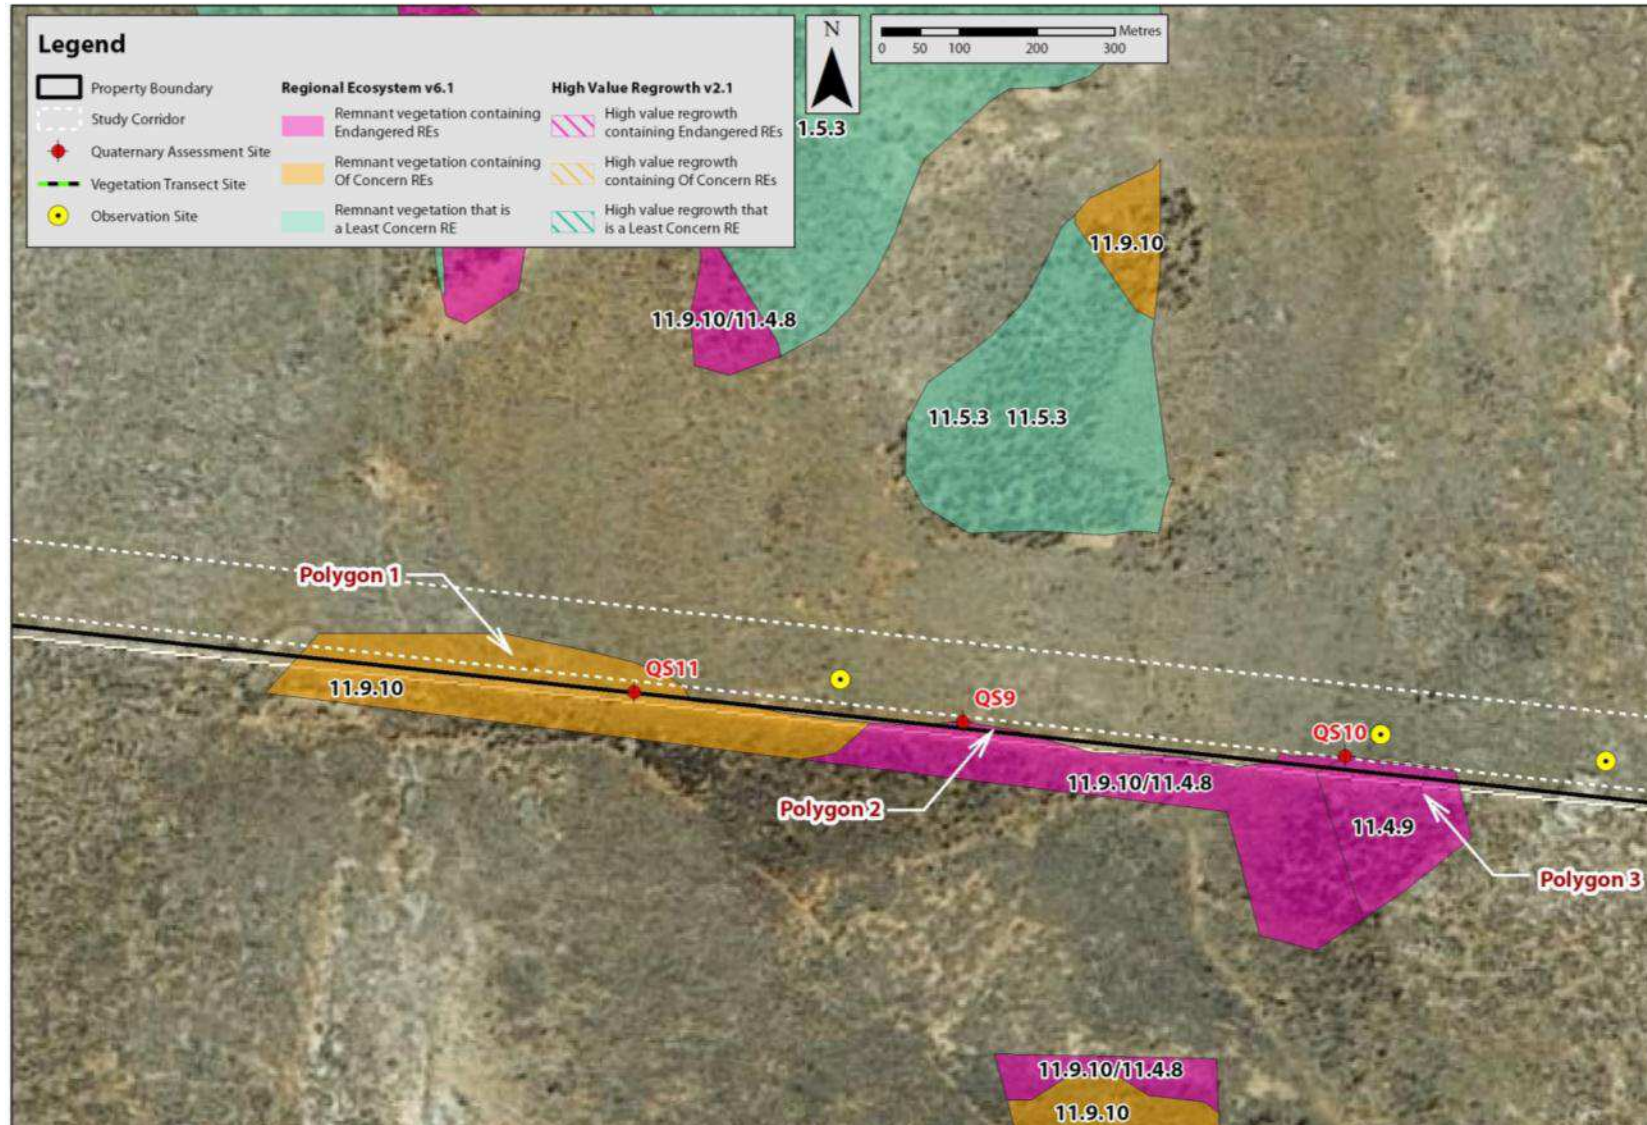 Legend
Property Boundary
Study Corridor
Quaternary Assessment Site
Vegetation Transect Site
Observation Site
Regional Ecosystem v6.1
Remnant vegetation containing
Endangered REs
Remnant vegetation containing
Of Concern REs
Remnant vegetation that is
a Least Concern RE
High Value Regrowth v2.1
High value regrowth
containing Endangered REs
High value regrowth
containing Of Concern REs
High value regrowth that
is a Least Concern RE
N
Metres
0 50 100 200 300
1.5.3
11.9.10
11.9.10/11.4.8
11.5.3 11.5.3
Polygon 1
QS11
11.9.10
QS9
QS10
11.9.10/11.4.8
Polygon 2
11.4.9
Polygon 3
11.9.10/11.4.8
11.9.10